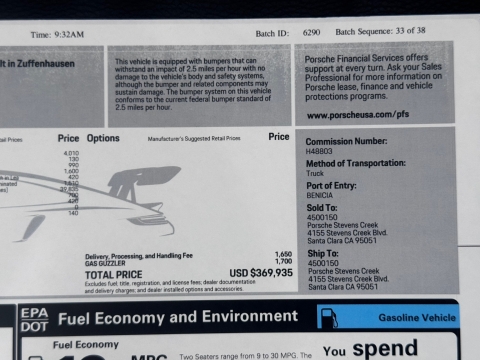 Time: 9:32AM
Batch ID: 6290 Batch Sequence: 33 of 38
lt in Zuffenhausen
This vehicle is equipped with bumpers that can
withstand an impact of 2.5 miles per hour with no
damage to the vehicle's body and safety systems,
although the bumper and related components may
sustain damage. The bumper system on this vehicle
conforms to the current federal bumper standard of
2.5 miles per hour.
Porsche Financial Services offers
support at every turn. Ask your Sales
Professional for more information on
Porsche lease, finance and vehicle
protections programs.
www.porscheusa.com/pfs
Price Options Manufacturer's Suggested Retail Prices Price
4,010
130
990
1,600
420
0
140
Delivery, Processing, and Handling Fee 1,650
GAS GUZZLER 1,700
TOTAL PRICE USD $369,935
Excludes fuel, title, registration, and license fees; dealer documentation
and delivery charges; and dealer installed options and accessories.
Commission Number:
H48803
Method of Transportation:
Truck
Port of Entry:
BENICIA
Sold To:
4500150
Porsche Stevens Creek
4155 Stevens Creek Blvd.
Santa Clara CA 95051
Ship To:
4500150
Porsche Stevens Creek
4155 Stevens Creek Blvd.
Santa Clara CA 95051
EPA
DOT
Fuel Economy and Environment
Gasoline Vehicle
Fuel Economy
MPG
Two Seaters range from 9 to 30 MPG. The
You spend